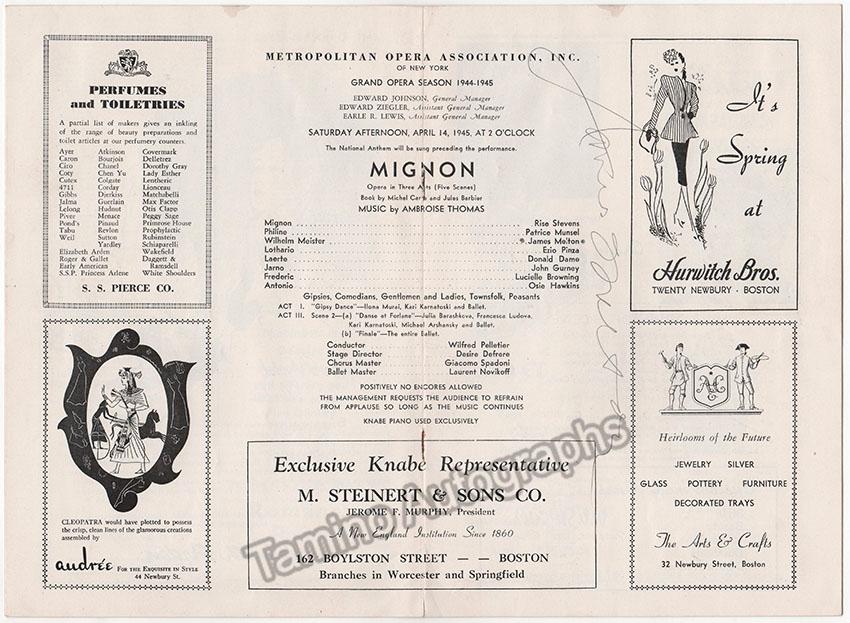 PERFUMES
and TOILETRIES
A partial list of makers gives an inkling
of the range of beauty preparations and
toilet articles at our perfumery counters.
Ayer Atkinson Covermark
Caron Bourjois Delletrez
Ciro Chanel Dorothy Gray
Coty Chen Yu Lady Esther
Cutex Colgate Lentheric
4711 Corday Lionceau
Gibbs Dierkiss Matchabelli
Jalma Guerlain Max Factor
Lelong Hudnut Otis Clapp
Piver Menace Peggy Sage
Pond's Pinaud Primrose House
Tabu Revlon Prophylactic
Weil Sutton Rubinstein
Yardley Schiaparelli
Elizabeth Arden Wakefield
Roger & Gallet Daggett &
Early American Ramsdell
S.S.P. Princess Arlene White Shoulders
S. S. PIERCE CO.
CLEOPATRA would have plotted to possess
the crisp, clean lines of the glamorous creations
assembled by
audrée FOR THE EXQUISITE IN STYLE
44 Newbury St.
METROPOLITAN OPERA ASSOCIATION, INC.
OF NEW YORK
GRAND OPERA SEASON 1944-1945
EDWARD JOHNSON, General Manager
EDWARD ZIEGLER, Assistant General Manager
EARLE R. LEWIS, Assistant General Manager
SATURDAY AFTERNOON, APRIL 14, 1945, AT 2 O'CLOCK
The National Anthem will be sung preceding the performance.
MIGNON
Opera in Three Acts (Five Scenes)
Book by Michel Carré and Jules Barbier
MUSIC by AMBROISE THOMAS
Mignon Rise Stevens
Philine Patrice Munsel
Wilhelm Meister James Melton
Lothario Ezio Pinza
Laerte Donald Dame
Jarno John Gurney
Frederic Lucielle Browning
Antonio Osie Hawkins
Gipsies, Comedians, Gentlemen and Ladies, Townsfolk, Peasants
ACT I. "Gipsy Dance"—Ilona Murai, Kari Karnatoski and Ballet.
ACT III. Scene 2—(a) "Danse et Forlane"—Julia Barashkova, Francesca Ludova,
Kari Karnatoski, Michael Arshansky and Ballet.
(b) "Finale"—The entire Ballet.
Conductor Wilfred Pelletier
Stage Director Desire Defrere
Chorus Master Giacomo Spadoni
Ballet Master Laurent Novikoff
POSITIVELY NO ENCORES ALLOWED
THE MANAGEMENT REQUESTS THE AUDIENCE TO REFRAIN
FROM APPLAUSE SO LONG AS THE MUSIC CONTINUES
KNABE PIANO USED EXCLUSIVELY
Exclusive Knabe Representative
M. STEINERT & SONS CO.
JEROME F. MURPHY, President
A New England Institution Since 1860
162 BOYLSTON STREET — — BOSTON
Branches in Worcester and Springfield
It's
Spring
at
Hurwitch Bros.
TWENTY NEWBURY · BOSTON
Heirlooms of the Future
JEWELRY SILVER
GLASS POTTERY FURNITURE
DECORATED TRAYS
The Arts & Crafts
32 Newbury Street, Boston
Tamino Autographs